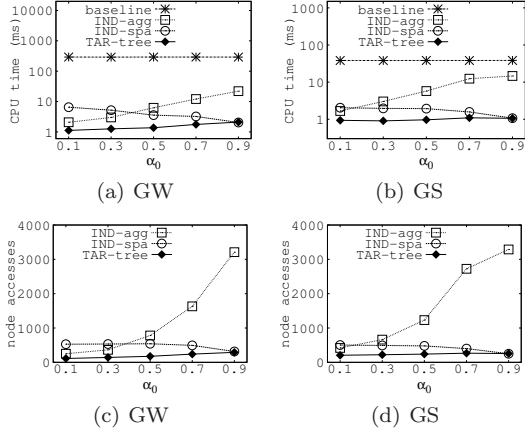 baseline
IND-agg
IND-spa
TAR-tree
CPU time (ms)
10000
1000
100
10
1
0.1 0.3 0.5 0.7 0.9
α0
(a) GW
baseline
IND-agg
IND-spa
TAR-tree
CPU time (ms)
1000
100
10
1
0.1 0.3 0.5 0.7 0.9
α0
(b) GS
IND-agg
IND-spa
TAR-tree
node accesses
4000
3000
2000
1000
0
0.1 0.3 0.5 0.7 0.9
α0
(c) GW
IND-agg
IND-spa
TAR-tree
node accesses
4000
3000
2000
1000
0
0.1 0.3 0.5 0.7 0.9
α0
(d) GS